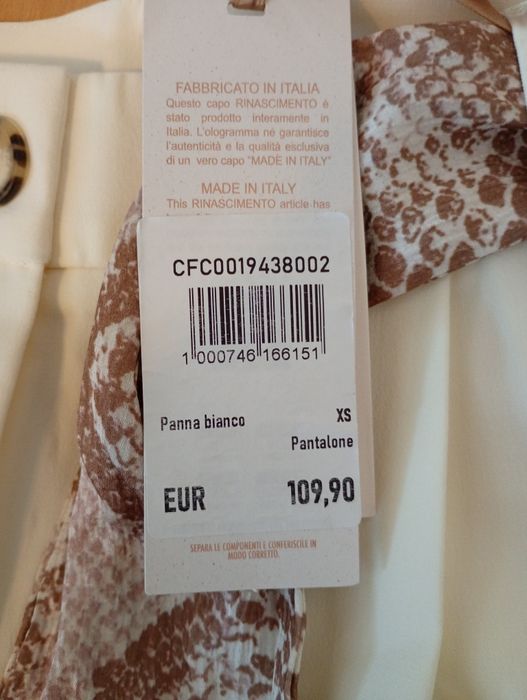 FABBRICATO IN ITALIA
Questo capo RINASCIMENTO è
stato prodotto interamente in
Italia. L'ologramma né garantisce
l'autenticità e la qualità esclusiva
di un vero capo "MADE IN ITALY"
MADE IN ITALY
This RINASCIMENTO article has
CFC0019438002
1 000746 166151
Panna bianco
XS
Pantalone
EUR
109,90
SEPARA LE COMPONENTI E CONFERISCILE IN
MODO CORRETTO.